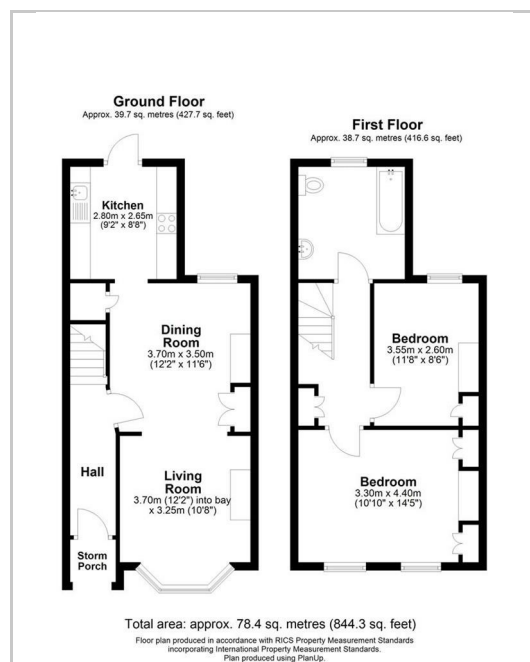 Ground Floor
Approx. 39.7 sq. metres (427.7 sq. feet)
Kitchen
2.80m x 2.65m
(9'2" x 8'8")
Dining
Room
3.70m x 3.50m
(12'2" x 11'6")
Hall
Living
Room
3.70m (12'2") into bay
x 3.25m (10'8")
Storm
Porch
First Floor
Approx. 38.7 sq. metres (416.6 sq. feet)
Bedroom
3.55m x 2.60m
(11'8" x 8'6")
Bedroom
3.30m x 4.40m
(10'10" x 14'5")
Total area: approx. 78.4 sq. metres (844.3 sq. feet)
Floor plan produced in accordance with RICS Property Measurement Standards
incorporating International Property Measurement Standards.
Plan produced using PlanUp.